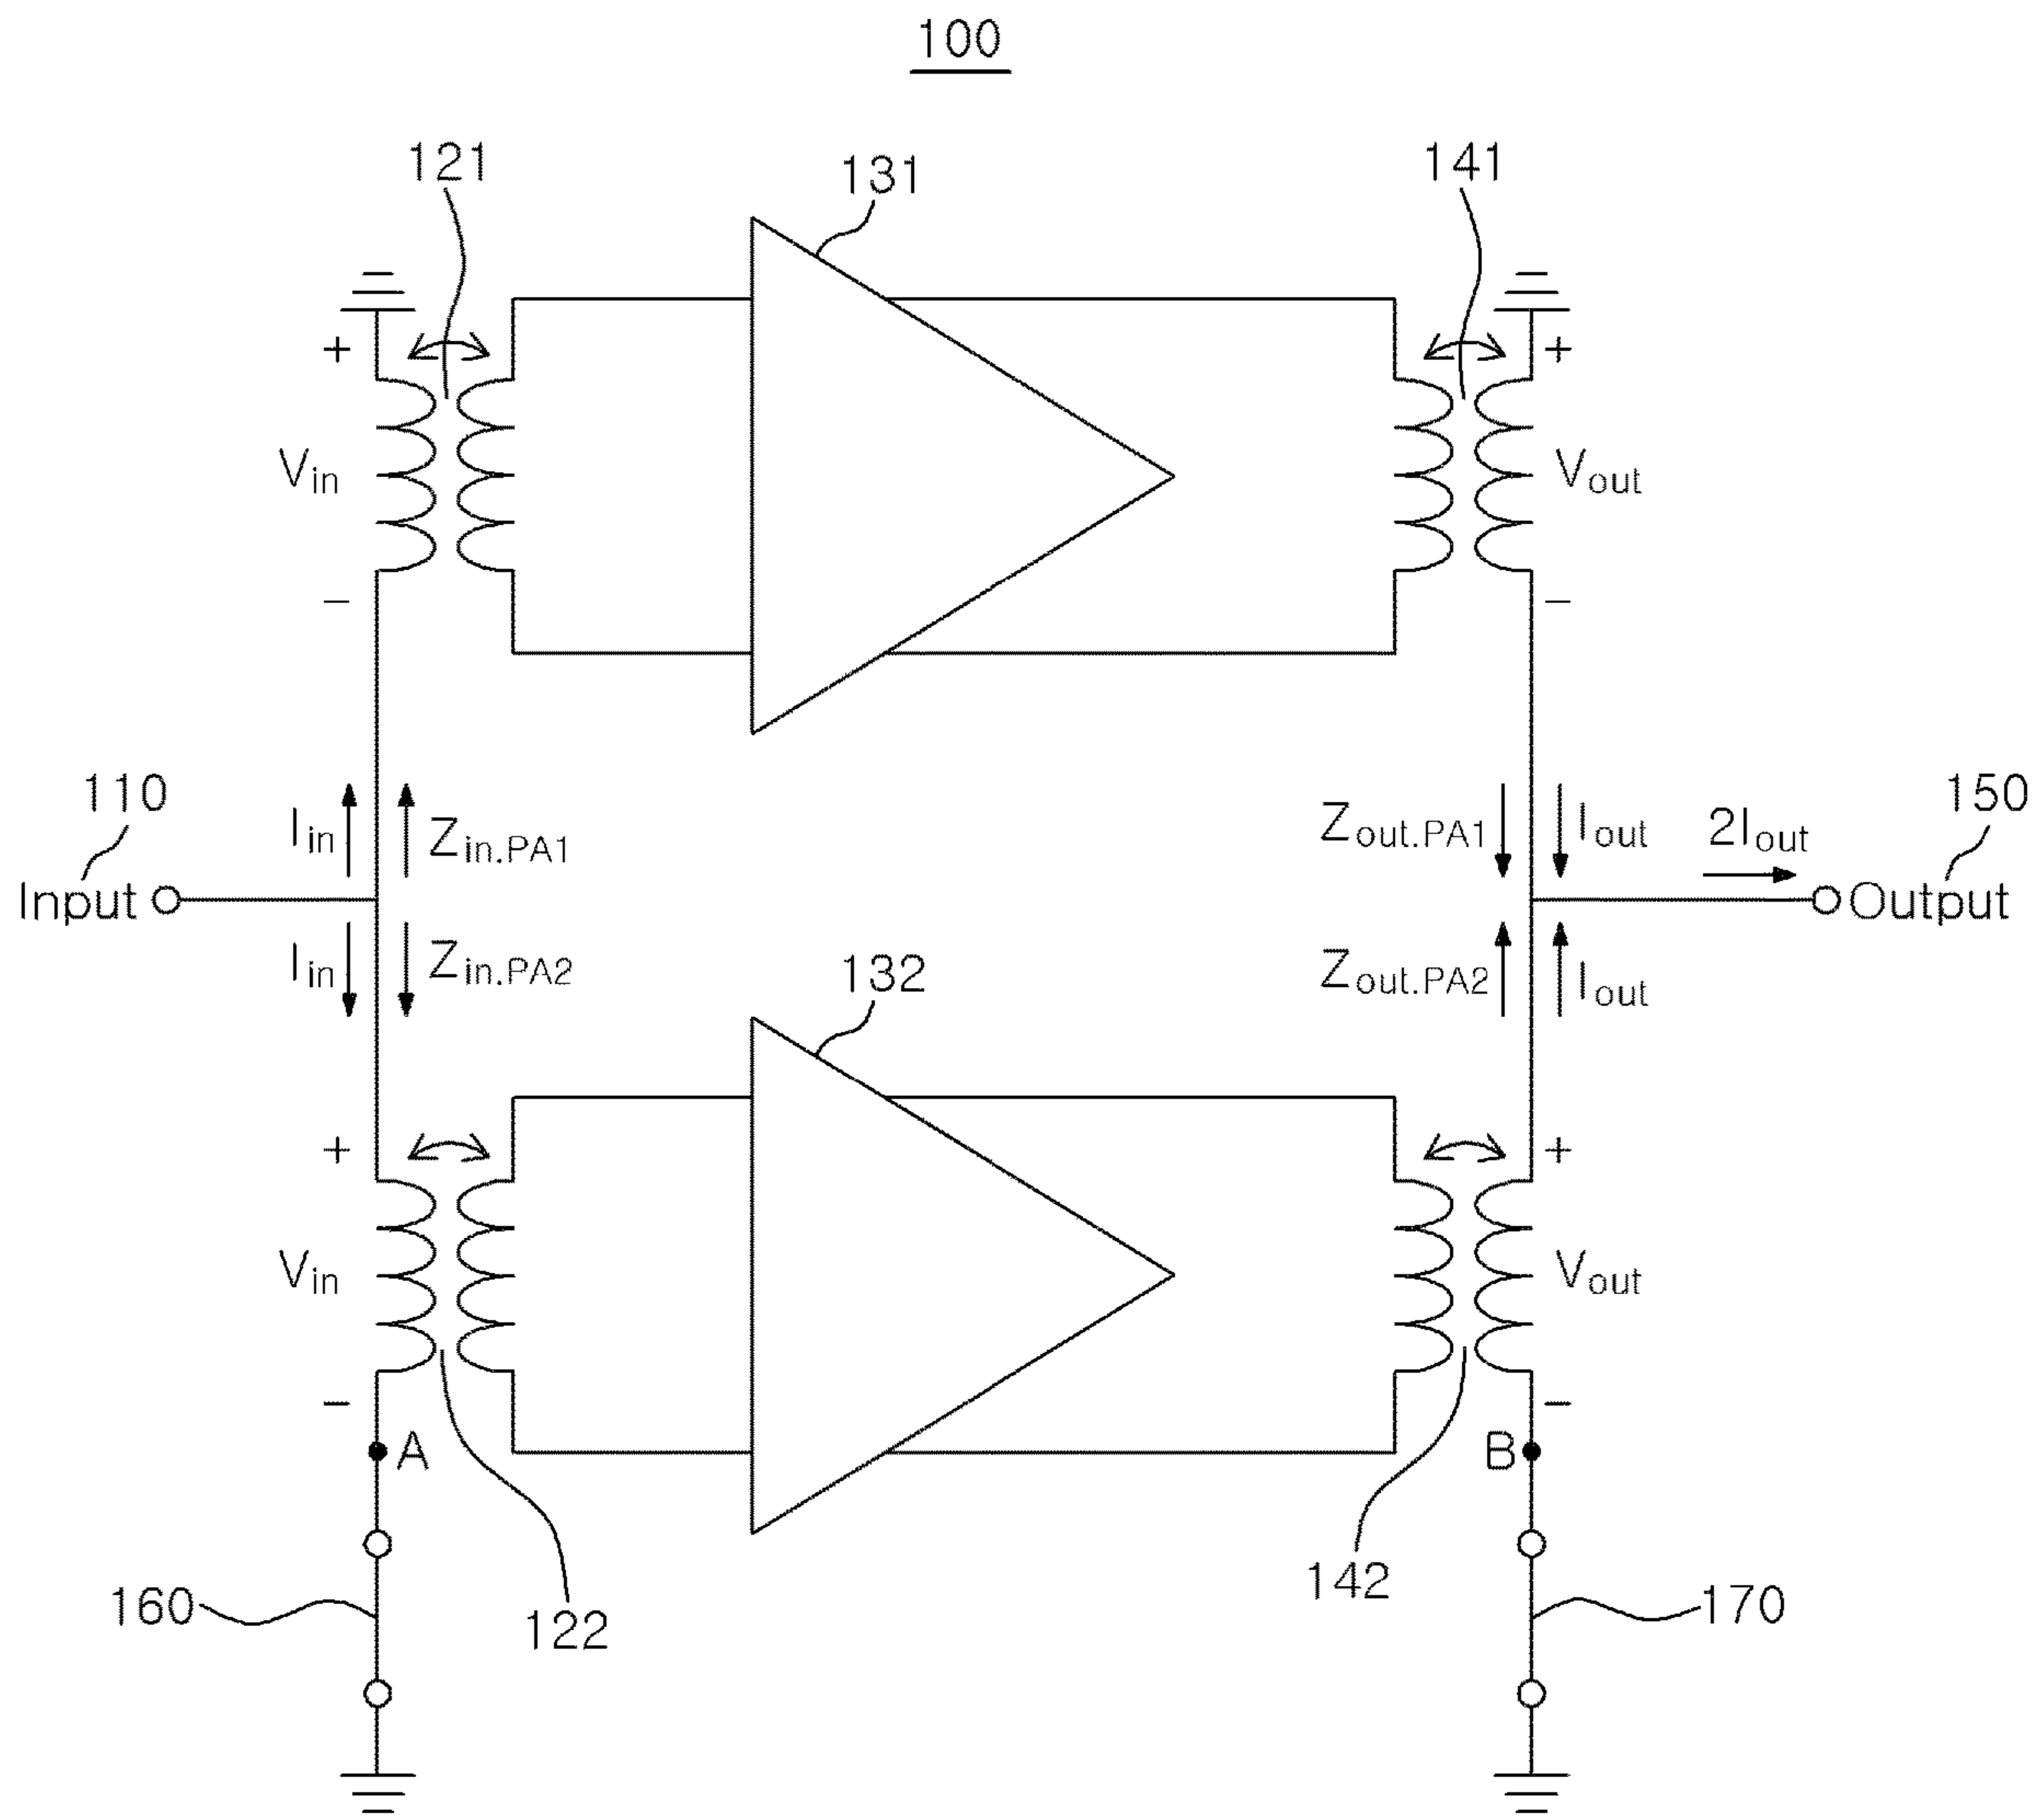 100
121
131
141
+
+
Vin
Vout
−
−
110
Iin
Zin.PA1
Zout.PA1
Iout
2Iout
150
Input
Output
Iin
Zin.PA2
Zout.PA2
Iout
132
+
+
Vin
Vout
−
−
A
B
160
122
142
170